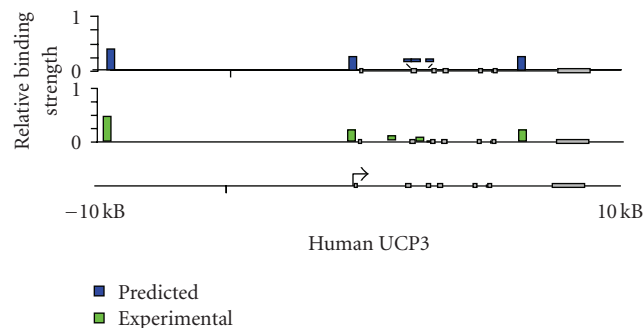 Relative binding
strength
1
0
1
0
−10 kB
10 kB
Human UCP3
Predicted
Experimental